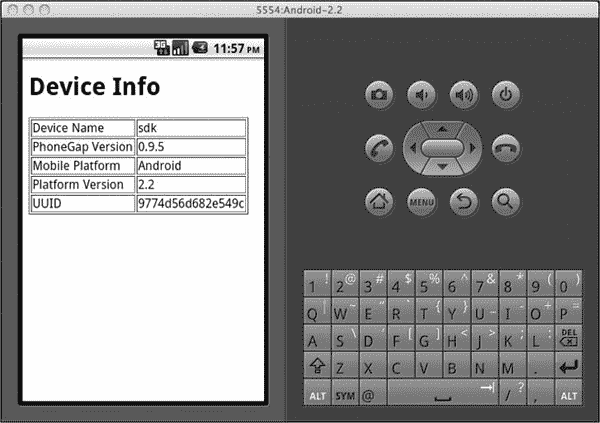 5554:Android-2.2
3G 11:57 PM
Device Info
Device Name sdk
PhoneGap Version 0.9.5
Mobile Platform Android
Platform Version 2.2
UUID 9774d56d682e549c
MENU
1 ! 2 @ 3 # 4 $ 5 % 6 ^ 7 & 8 * 9 ( 0 )
Q | W ~ E " R ` T { Y } U _ I - O + P =
A S \ D ' F [ G ] H < J > K ; L : DEL
Z X C V B N M .
ALT SYM @ / ? , ALT